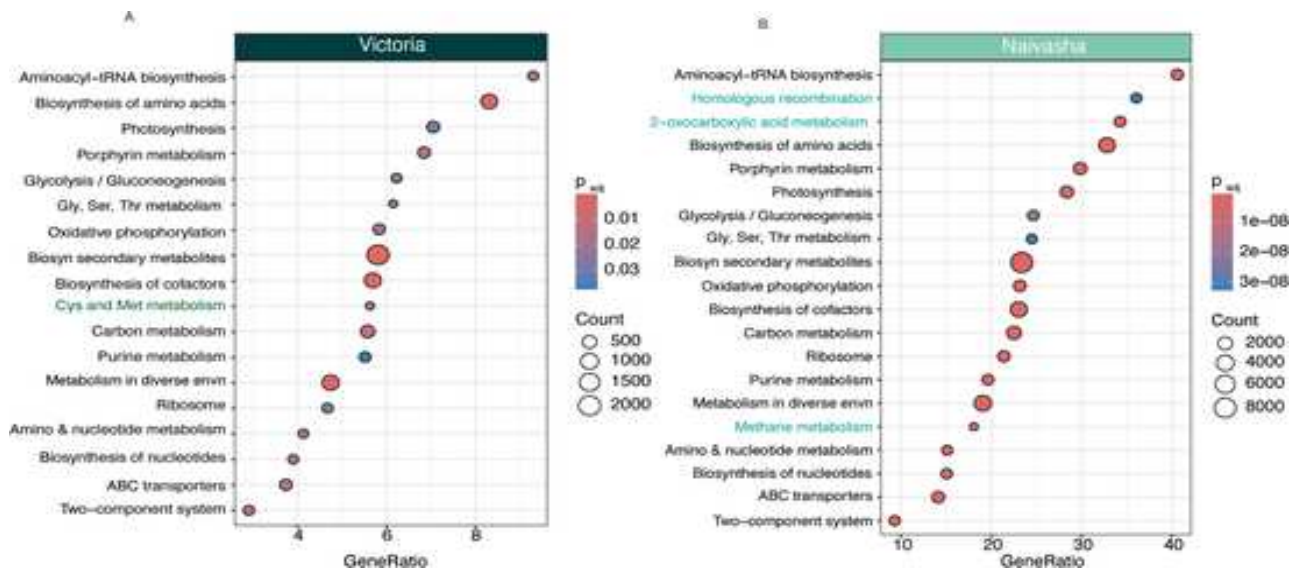 A.
Victoria
Aminoacyl-tRNA biosynthesis
Biosynthesis of amino acids
Photosynthesis
Porphyrin metabolism
Glycolysis / Gluconeogenesis
Gly, Ser, Thr metabolism
Oxidative phosphorylation
Biosyn secondary metabolites
Biosynthesis of cofactors
Cys and Met metabolism
Carbon metabolism
Purine metabolism
Metabolism in diverse envn
Ribosome
Amino & nucleotide metabolism
Biosynthesis of nucleotides
ABC transporters
Two-component system
4 6 8
GeneRatio
p adj
0.01
0.02
0.03
Count
500
1000
1500
2000
B.
Naivasha
Aminoacyl-tRNA biosynthesis
Homologous recombination
2-oxocarboxylic acid metabolism
Biosynthesis of amino acids
Porphyrin metabolism
Photosynthesis
Glycolysis / Gluconeogenesis
Gly, Ser, Thr metabolism
Biosyn secondary metabolites
Oxidative phosphorylation
Biosynthesis of cofactors
Carbon metabolism
Ribosome
Purine metabolism
Metabolism in diverse envn
Methane metabolism
Amino & nucleotide metabolism
Biosynthesis of nucleotides
ABC transporters
Two-component system
10 20 30 40
GeneRatio
p adj
1e-08
2e-08
3e-08
Count
2000
4000
6000
8000